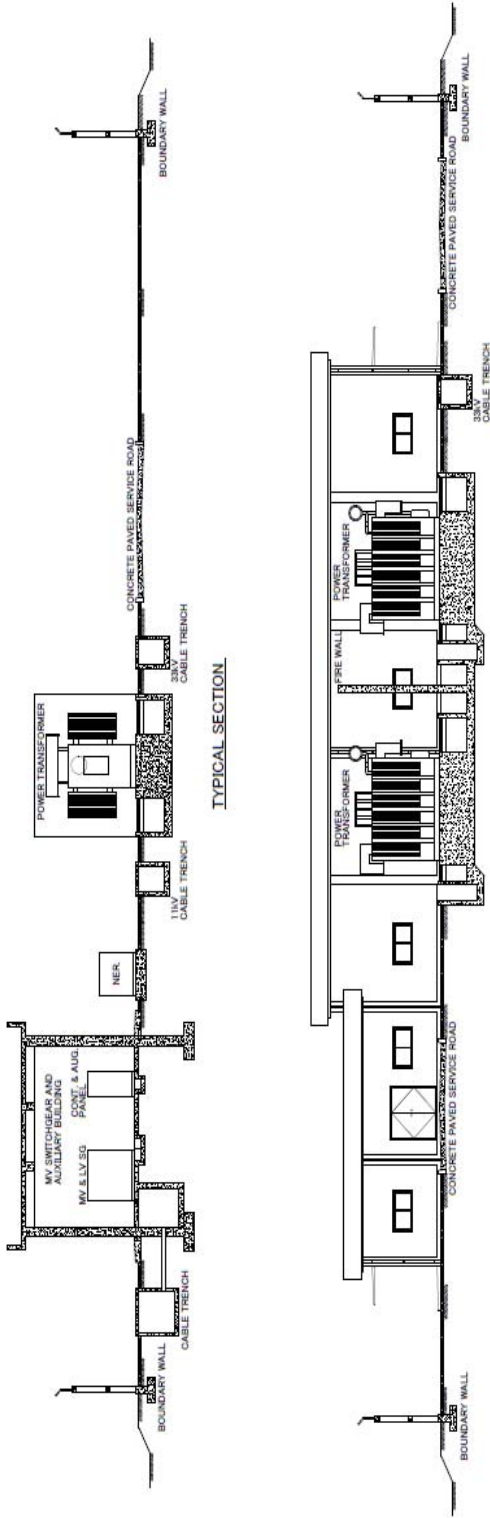 BOUNDARY WALL
CABLE TRENCH
MV SWITCHGEAR AND
AUXILIARY BUILDING
MV & LV SG
CONT. & AUG.
PANEL
NER.
11kV
CABLE TRENCH
POWER TRANSFORMER
33kV
CABLE TRENCH
CONCRETE PAVED SERVICE ROAD
BOUNDARY WALL
TYPICAL SECTION
BOUNDARY WALL
CONCRETE PAVED SERVICE ROAD
POWER
TRANSFORMER
FIRE WALL
POWER
TRANSFORMER
33kV
CABLE TRENCH
CONCRETE PAVED SERVICE ROAD
BOUNDARY WALL